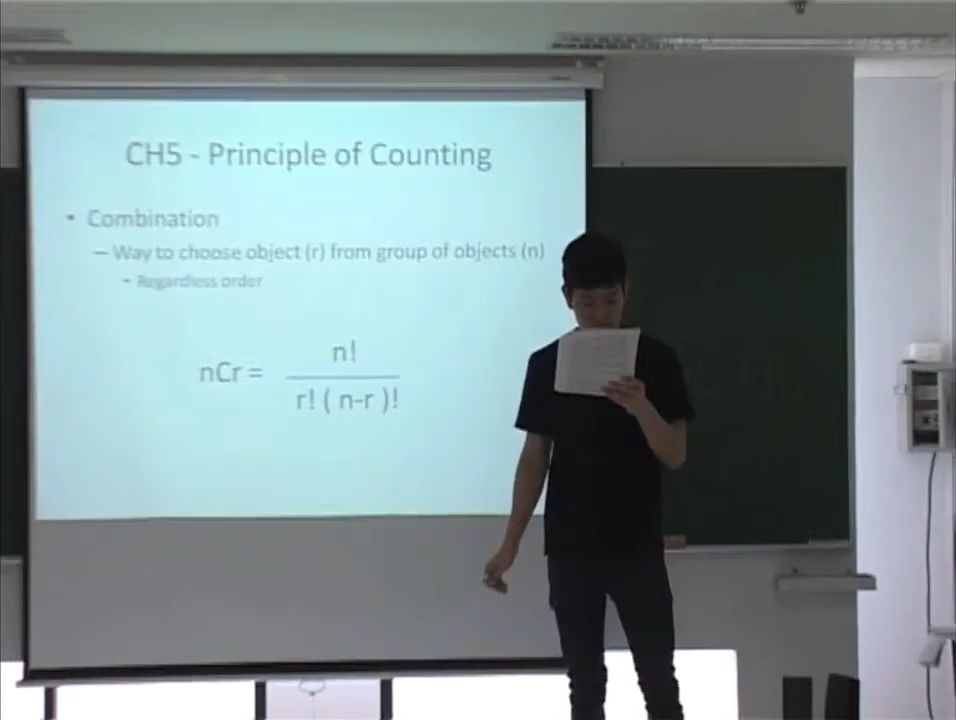 CH5 - Principle of Counting
• Combination
– Way to choose object (r) from group of objects (n)
• Regardless order
n!
nCr =
r! ( n-r )!